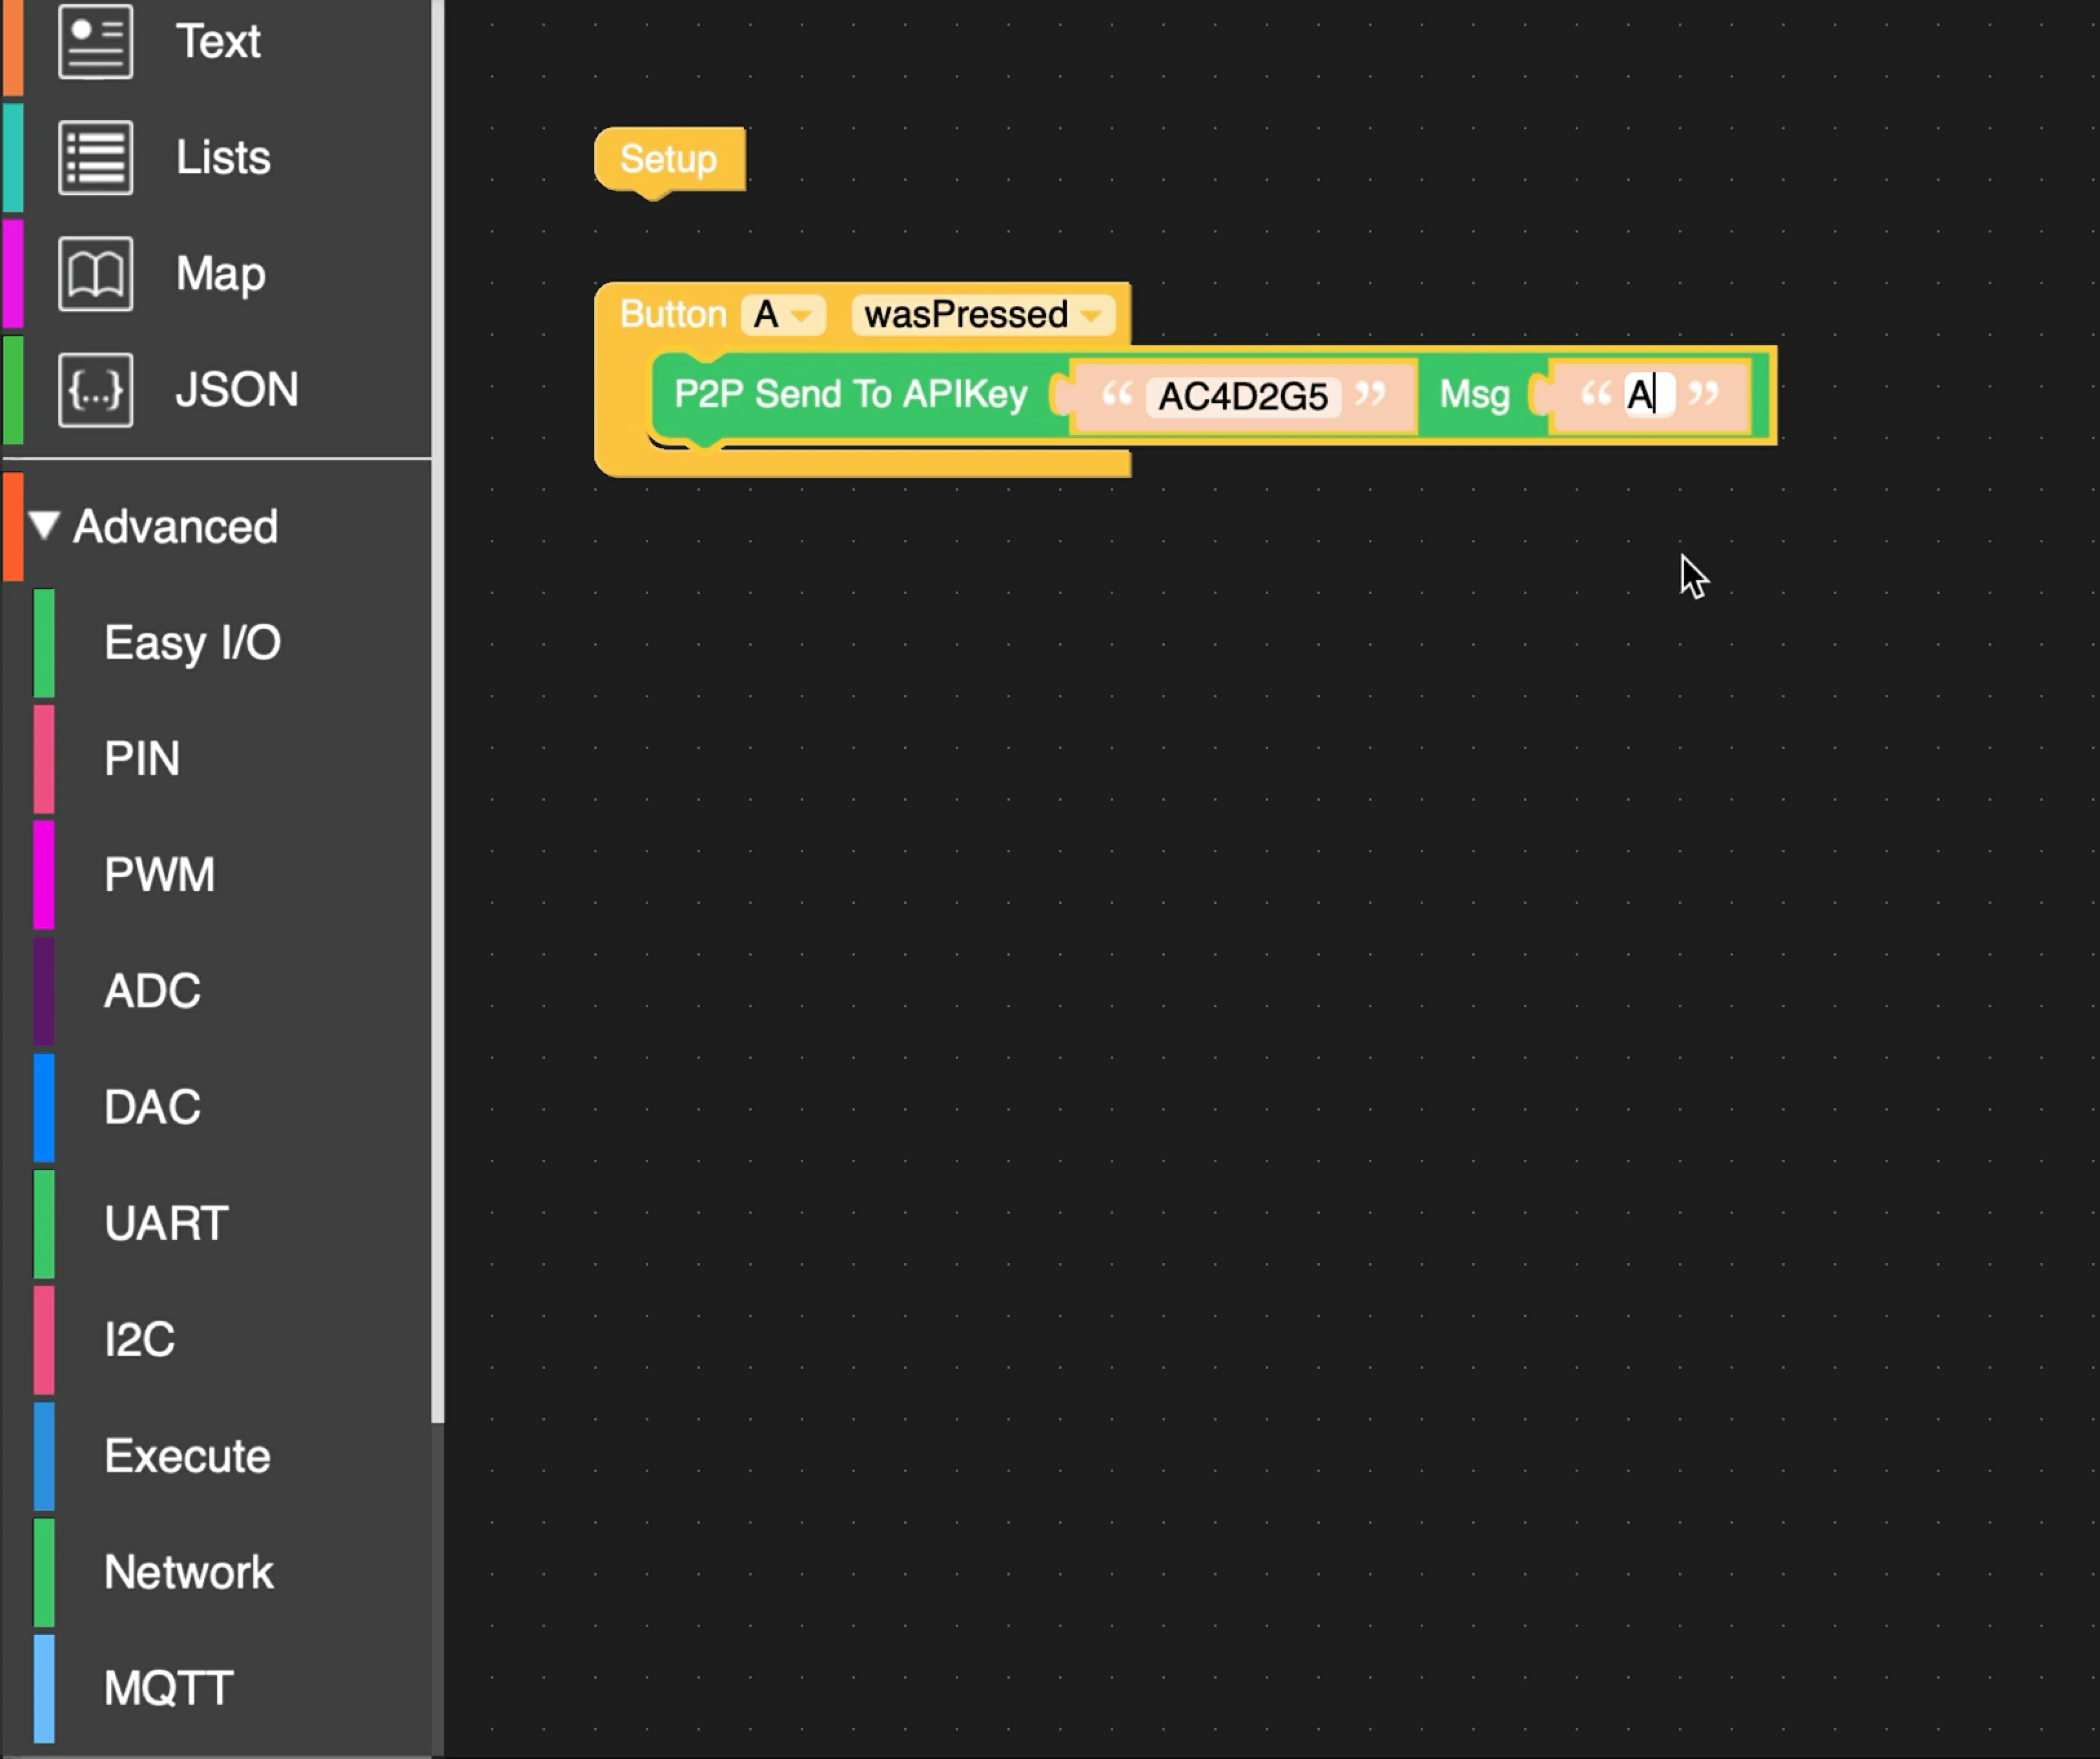 Text
Lists
Map
JSON
Advanced
Easy I/O
PIN
PWM
ADC
DAC
UART
I2C
Execute
Network
MQTT
Setup
Button A wasPressed
P2P Send To APIKey “ AC4D2G5 ” Msg “ A ”